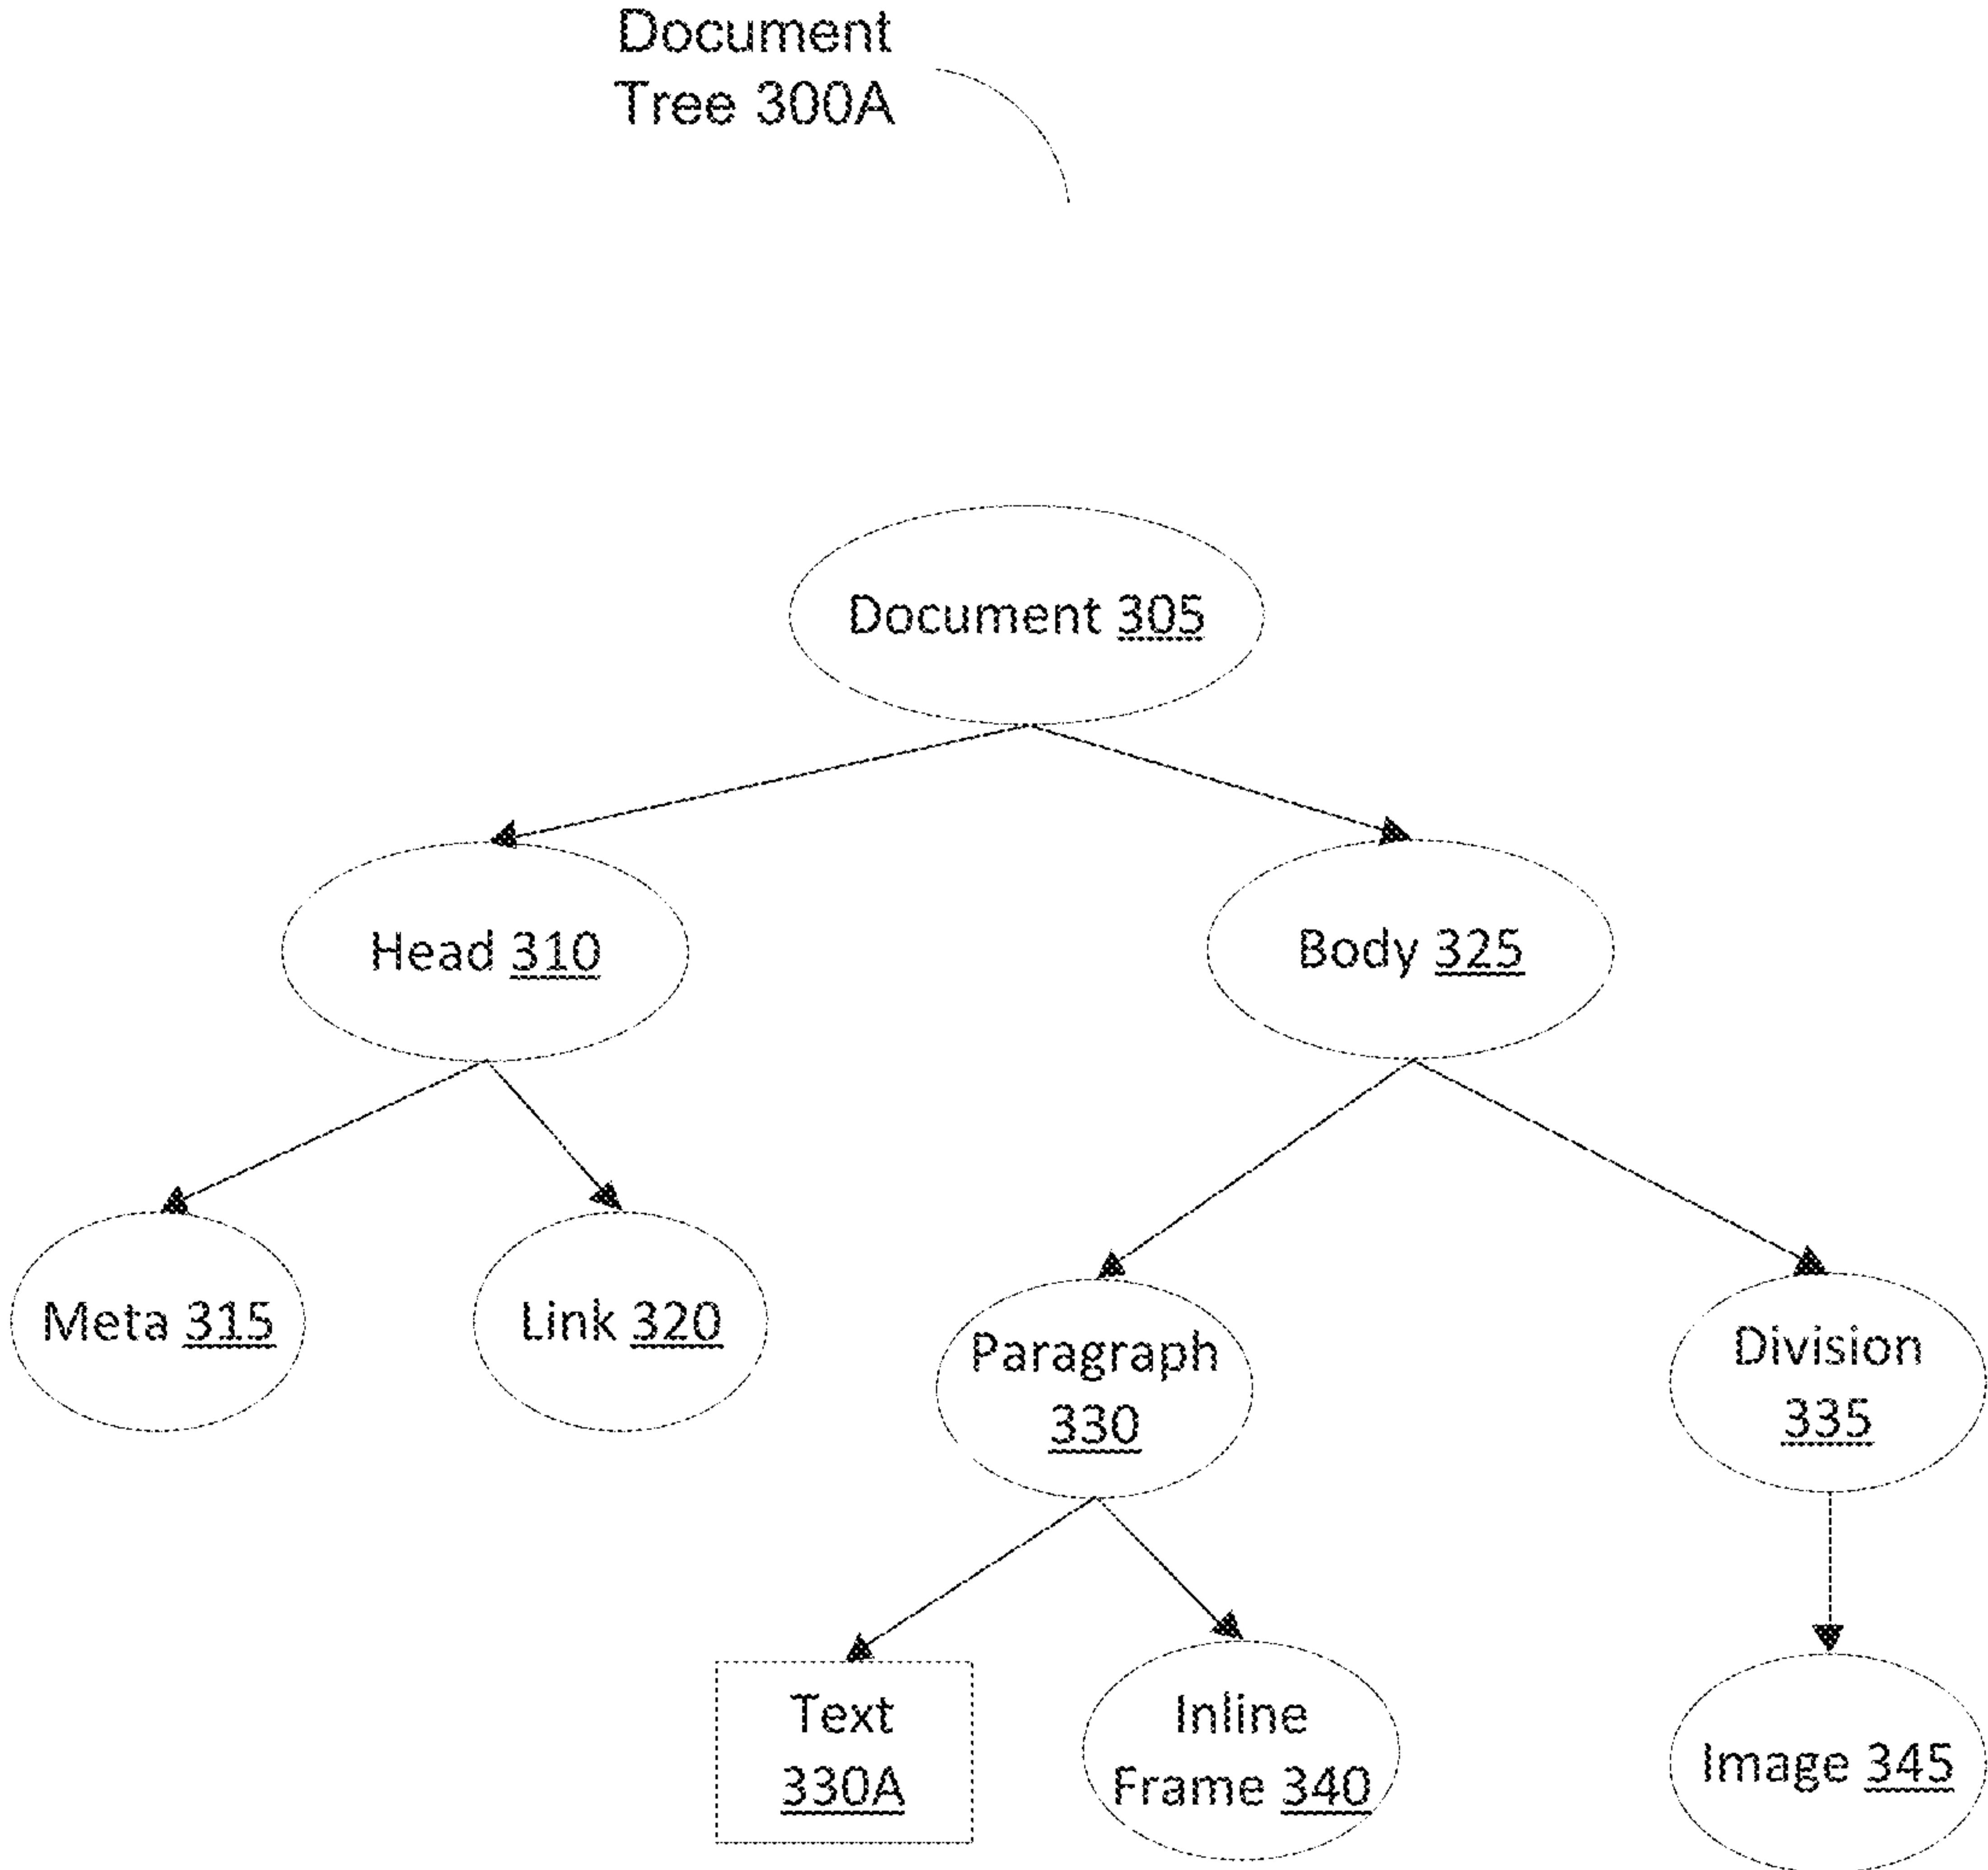 Document
Tree 300A
Document 305
Head 310
Body 325
Meta 315
Link 320
Paragraph
330
Division
335
Text
330A
Inline
Frame 340
Image 345